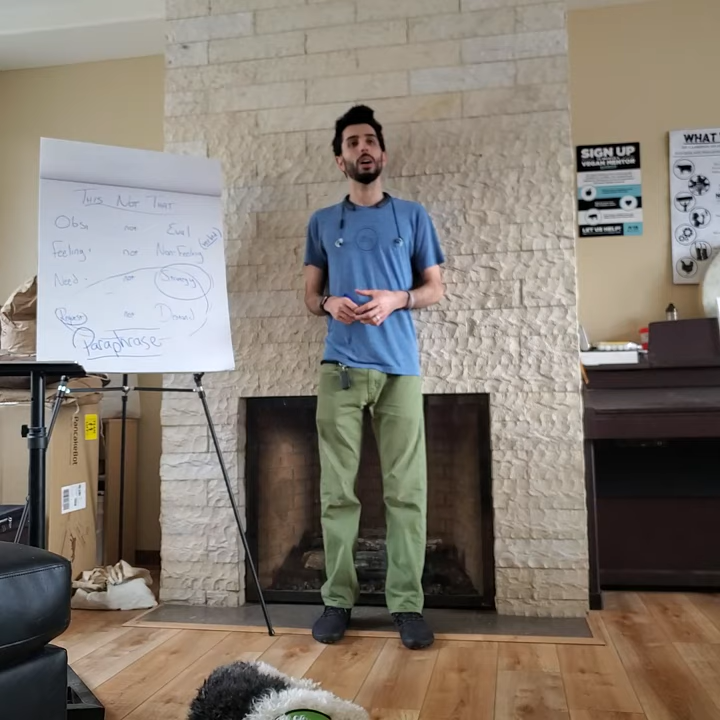 THIS NOT THAT
Obs. not Eval
Feeling. not Non-Feeling
Need. not Strategy
Request not Demand
Paraphrase
PancakeBot
SIGN UP
VEGAN MENTOR
LET US HELP!
WHAT